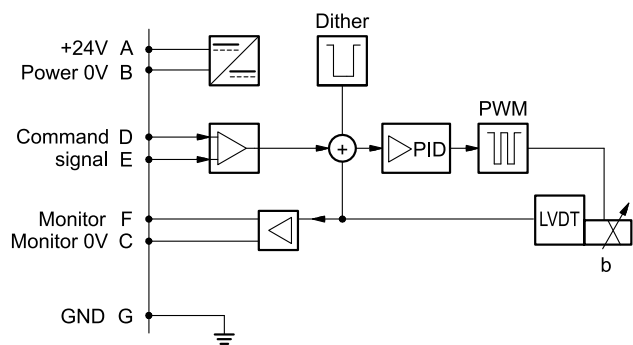 Dither
+24V A
Power 0V B
PWM
Command D
signal E
+
PID
Monitor F
Monitor 0V C
LVDT
b
GND G